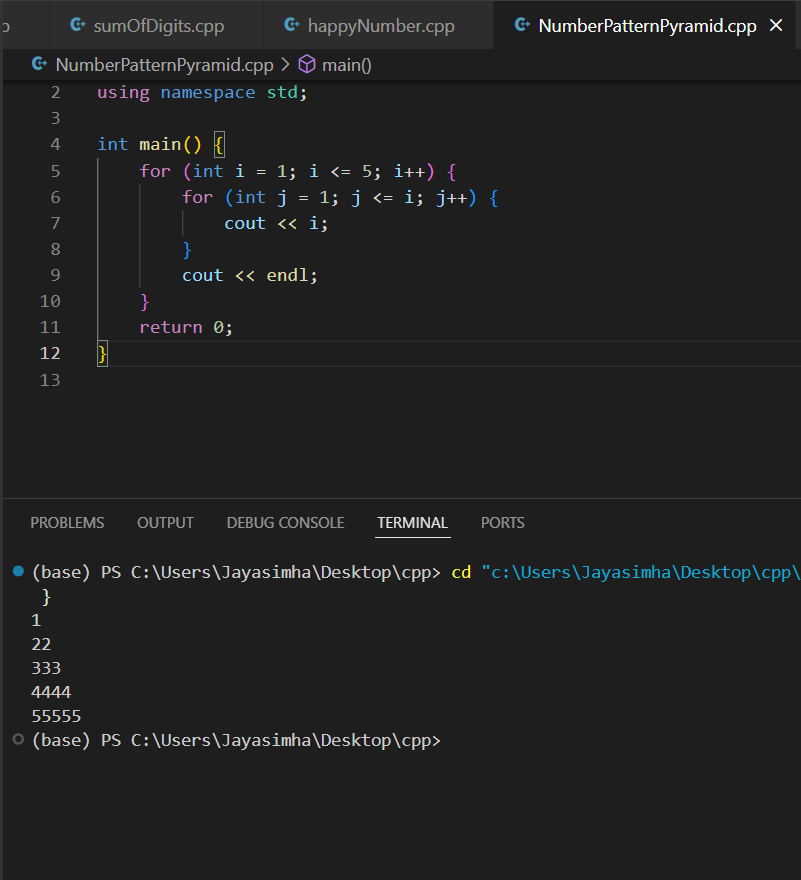 sumOfDigits.cpp happyNumber.cpp NumberPatternPyramid.cpp
NumberPatternPyramid.cpp > main()
2 using namespace std;
3
4 int main() {
5     for (int i = 1; i <= 5; i++) {
6         for (int j = 1; j <= i; j++) {
7             cout << i;
8         }
9         cout << endl;
10     }
11     return 0;
12 }
13
PROBLEMS OUTPUT DEBUG CONSOLE TERMINAL PORTS
(base) PS C:\Users\Jayasimha\Desktop\cpp> cd "c:\Users\Jayasimha\Desktop\cpp\
 }
1
22
333
4444
55555
(base) PS C:\Users\Jayasimha\Desktop\cpp>